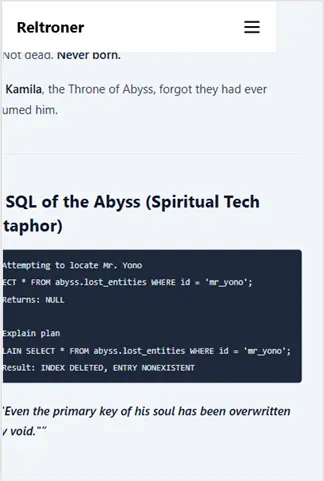 Reltroner
Not dead. Never born.
Kamila, the Throne of Abyss, forgot they had ever
umed him.
SQL of the Abyss (Spiritual Tech
taphor)
Attempting to locate Mr. Yono
ECT * FROM abyss.lost_entities WHERE id = 'mr_yono';
Returns: NULL
Explain plan
LAIN SELECT * FROM abyss.lost_entities WHERE id = 'mr_yono';
Result: INDEX DELETED, ENTRY NONEXISTENT
"Even the primary key of his soul has been overwritten
y void.""